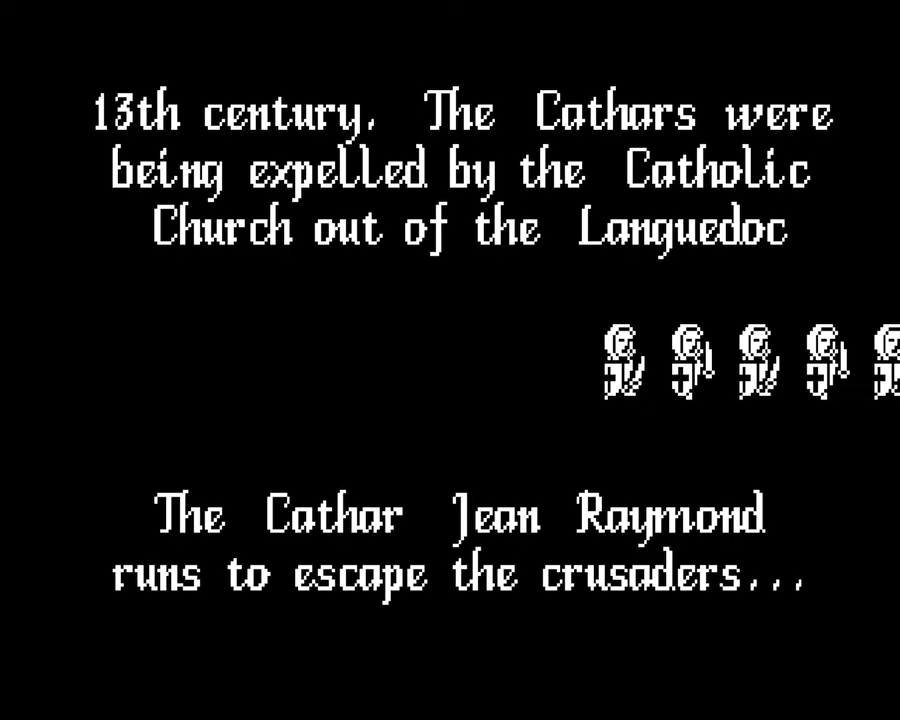 13th century. The Cathars were
being expelled by the Catholic
Church out of the Languedoc
The Cathar Jean Raymond
runs to escape the crusaders...